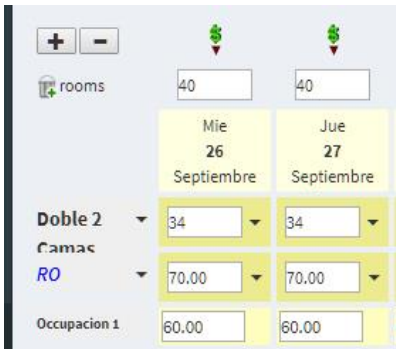 + -
rooms 40 40
Mie Jue
26 27
Septiembre Septiembre
Doble 2 34 34
Camas
RO 70.00 70.00
Occupacion 1 60.00 60.00